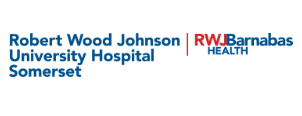 Robert Wood Johnson
University Hospital
Somerset
RWJBarnabas
HEALTH